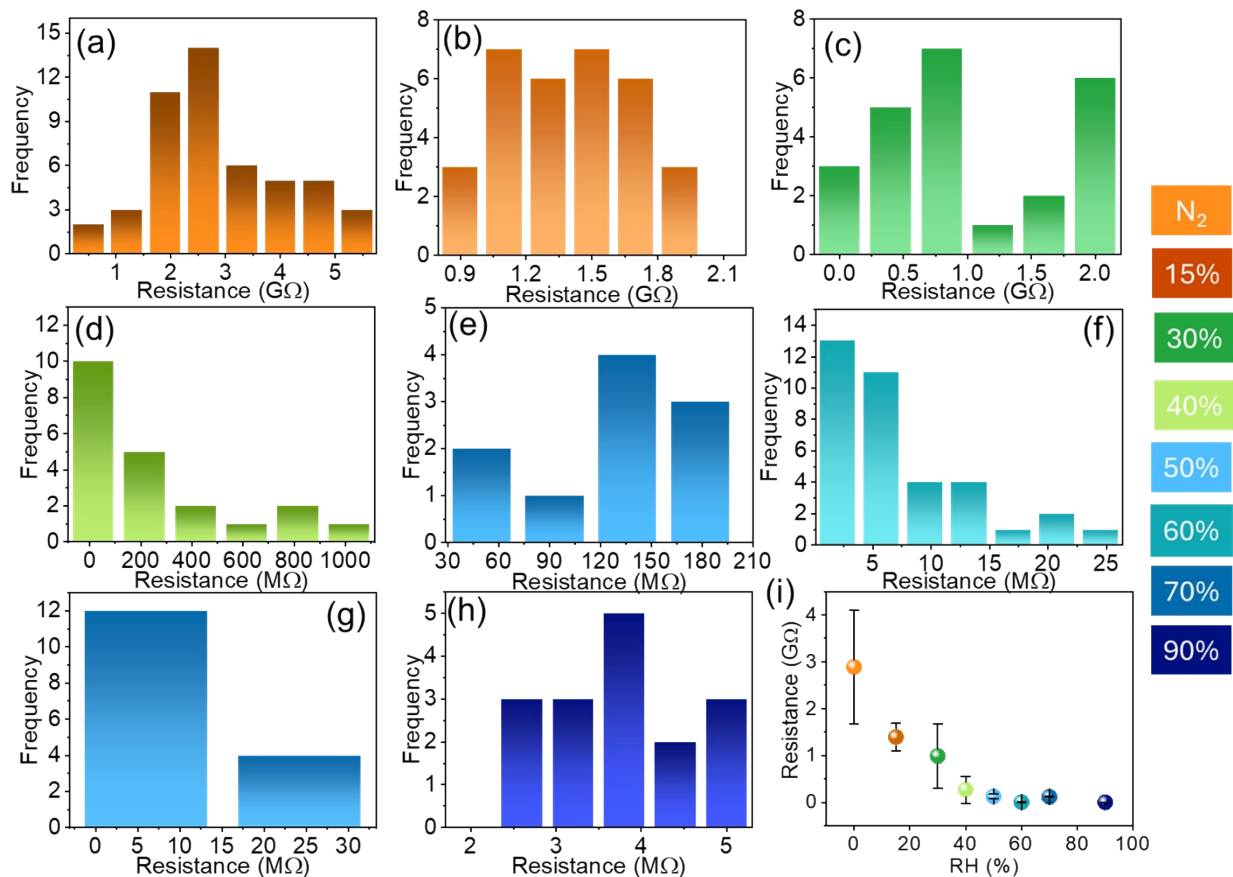 (a)
Frequency
15
12
9
6
3
0
1 2 3 4 5
Resistance (GΩ)
(b)
Frequency
8
7
6
5
4
3
2
1
0
0.9 1.2 1.5 1.8 2.1
Resistance (GΩ)
(c)
Frequency
8
6
4
2
0
0.0 0.5 1.0 1.5 2.0
Resistance (GΩ)
(d)
Frequency
12
10
8
6
4
2
0
0 200 400 600 800 1000
Resistance (MΩ)
(e)
Frequency
5
4
3
2
1
0
30 60 90 120 150 180 210
Resistance (MΩ)
(f)
Frequency
14
12
10
8
6
4
2
0
5 10 15 20 25
Resistance (MΩ)
(g)
Frequency
12
10
8
6
4
2
0
0 5 10 15 20 25 30
Resistance (MΩ)
(h)
Frequency
5
4
3
2
1
0
2 3 4 5
Resistance (MΩ)
(i)
Resistance (GΩ)
4
3
2
1
0
0 20 40 60 80 100
RH (%)
N₂
15%
30%
40%
50%
60%
70%
90%